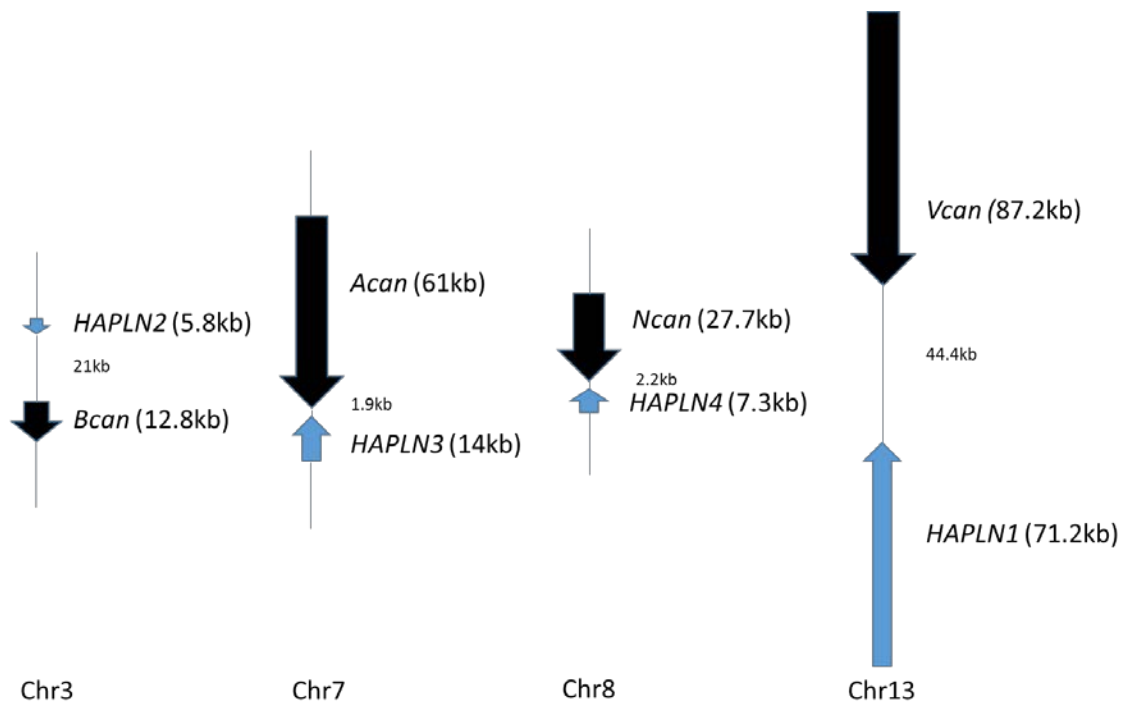 HAPLN2 (5.8kb)
21kb
Bcan (12.8kb)
Acan (61kb)
1.9kb
HAPLN3 (14kb)
Ncan (27.7kb)
2.2kb
HAPLN4 (7.3kb)
Vcan (87.2kb)
44.4kb
HAPLN1 (71.2kb)
Chr3
Chr7
Chr8
Chr13